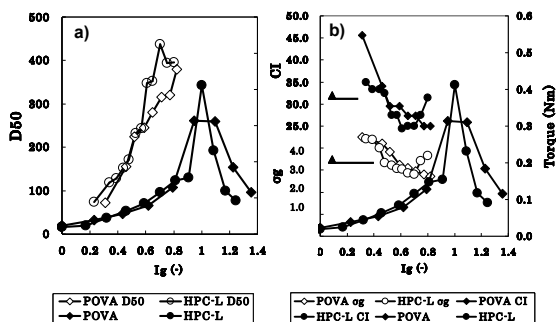 a)
D50
500
400
300
200
100
0
0 0.2 0.4 0.6 0.8 1 1.2 1.4
Ig (-)
POVA D50 HPC-L D50
POVA HPC-L
b)
CI
50.0
45.0
40.0
35.0
30.0
25.0
σg
4.0
3.0
2.0
1.0
Torque (Nm)
0.6
0.5
0.4
0.3
0.2
0.1
0.0
0 0.2 0.4 0.6 0.8 1 1.2 1.4
Ig (-)
POVA σg HPC-L σg POVA CI
HPC-L CI POVA HPC-L